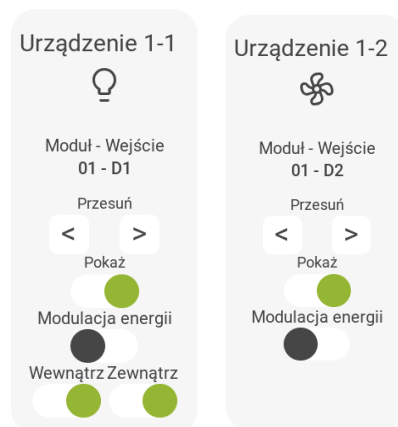 Urządzenie 1-1
Moduł - Wejście
01 - D1
Przesuń
< >
Pokaż
Modulacja energii
Wewnątrz Zewnątrz
Urządzenie 1-2
Moduł - Wejście
01 - D2
Przesuń
< >
Pokaż
Modulacja energii